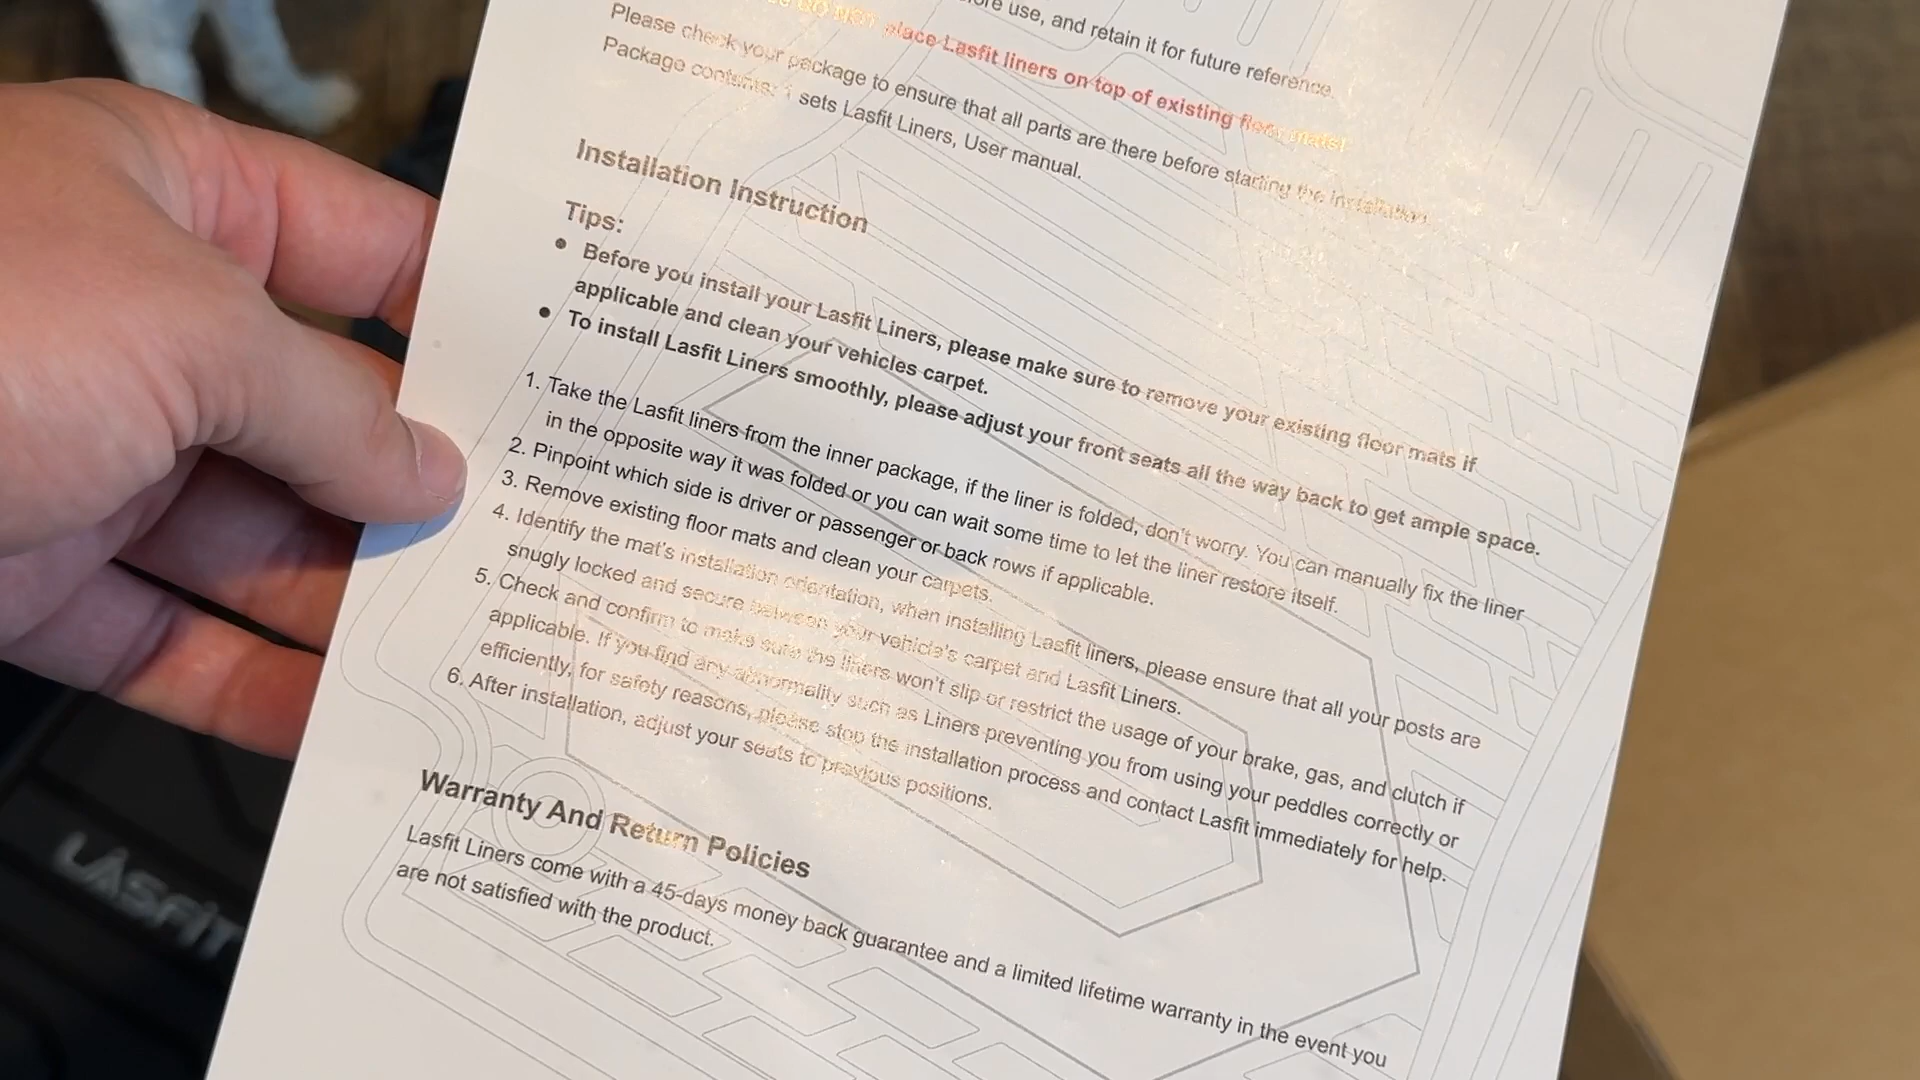 use, and retain it for future reference.
DO NOT place Lasfit liners on top of existing floor mats!
Please check your package to ensure that all parts are there before starting the installation.
Package contents: 1 sets Lasfit Liners, User manual.
Installation Instruction
Tips:
● Before you install your Lasfit Liners, please make sure to remove your existing floor mats if
applicable and clean your vehicles carpet.
● To install Lasfit Liners smoothly, please adjust your front seats all the way back to get ample space.
1. Take the Lasfit liners from the inner package, if the liner is folded, don't worry. You can manually fix the liner
in the opposite way it was folded or you can wait some time to let the liner restore itself.
2. Pinpoint which side is driver or passenger or back rows if applicable.
3. Remove existing floor mats and clean your carpets.
4. Identify the mat's installation orientation, when installing Lasfit liners, please ensure that all your posts are
snugly locked and secure between your vehicle's carpet and Lasfit Liners.
5. Check and confirm to make sure the liners won't slip or restrict the usage of your brake, gas, and clutch if
applicable. If you find any abnormality such as Liners preventing you from using your peddles correctly or
efficiently, for safety reasons, please stop the installation process and contact Lasfit immediately for help.
6. After installation, adjust your seats to previous positions.
Warranty And Return Policies
Lasfit Liners come with a 45-days money back guarantee and a limited lifetime warranty in the event you
are not satisfied with the product.
LASFIT